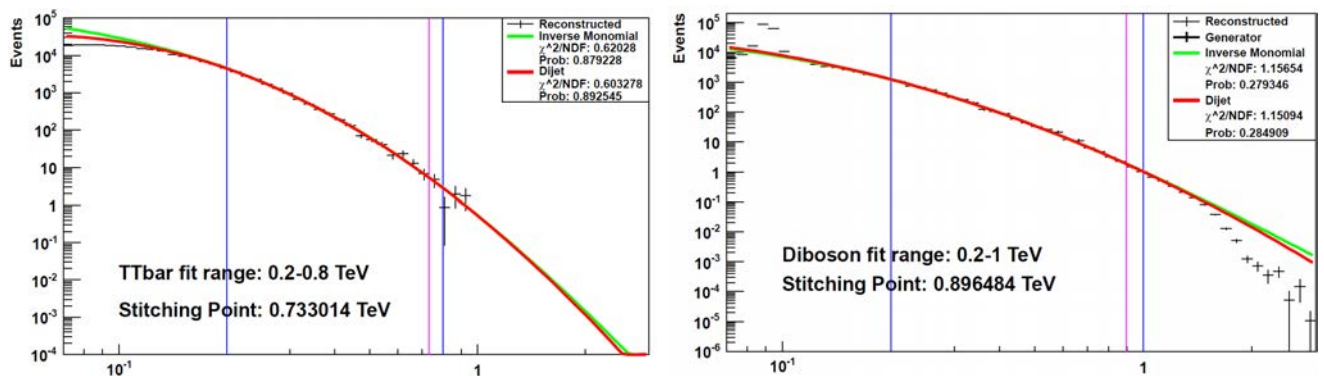 Events
10^5
10^4
10^3
10^2
10
1
10^-1
10^-2
10^-3
10^-4
Reconstructed
Inverse Monomial
χ^2/NDF: 0.62028
Prob: 0.879228
Dijet
χ^2/NDF: 0.603278
Prob: 0.892545
TTbar fit range: 0.2-0.8 TeV
Stitching Point: 0.733014 TeV
10^-1
1
Events
10^5
10^4
10^3
10^2
10
1
10^-1
10^-2
10^-3
10^-4
10^-5
10^-6
Reconstructed
Generator
Inverse Monomial
χ^2/NDF: 1.15654
Prob: 0.279346
Dijet
χ^2/NDF: 1.15094
Prob: 0.284909
Diboson fit range: 0.2-1 TeV
Stitching Point: 0.896484 TeV
10^-1
1